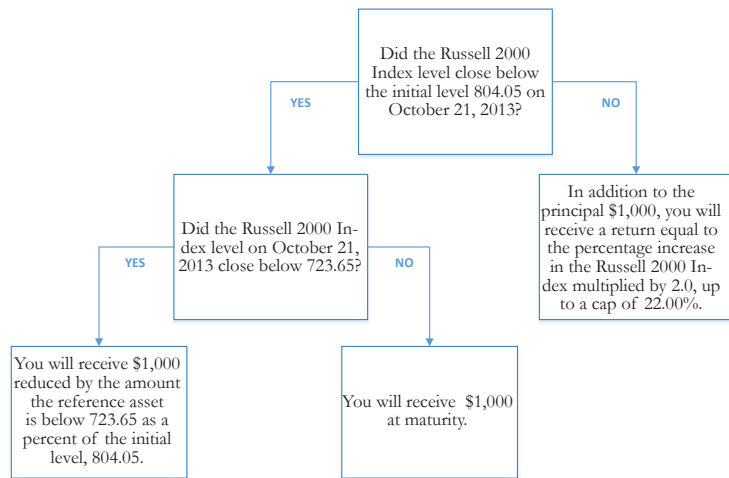 Did the Russell 2000
Index level close below
the initial level 804.05 on
October 21, 2013?
YES
NO
Did the Russell 2000 In-
dex level on October 21,
2013 close below 723.65?
In addition to the
principal $1,000, you will
receive a return equal to
the percentage increase
in the Russell 2000 In-
dex multiplied by 2.0, up
to a cap of 22.00%.
YES
NO
You will receive $1,000
reduced by the amount
the reference asset
is below 723.65 as a
percent of the initial
level, 804.05.
You will receive $1,000
at maturity.